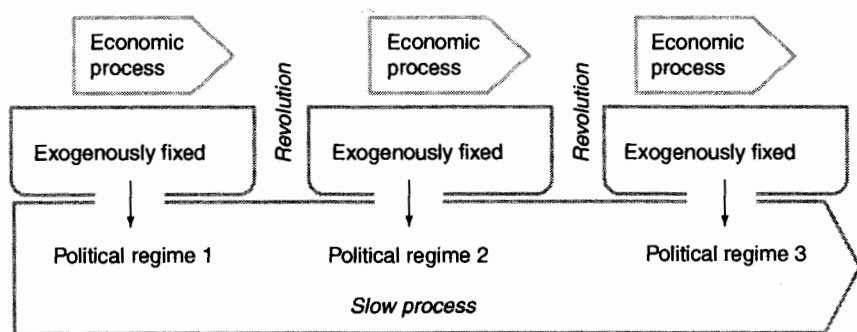 Economic
process
Economic
process
Economic
process
Revolution
Revolution
Exogenously fixed
Exogenously fixed
Exogenously fixed
Political regime 1
Political regime 2
Political regime 3
Slow process